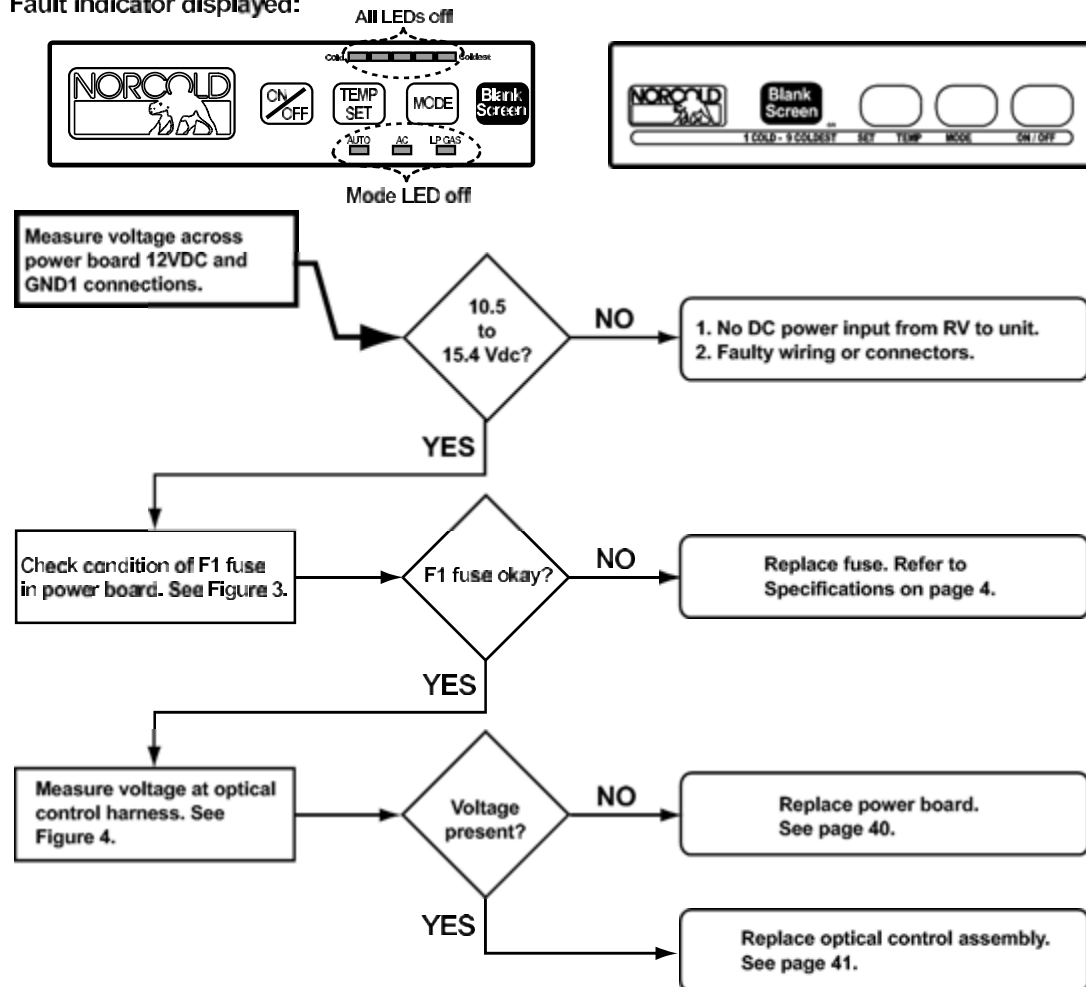 Fault indicator displayed:
All LEDs off
Cold
Coldest
NORCOLD
ON/OFF
TEMP
SET
MODE
Blank
Screen
AUTO
AC
LP GAS
Mode LED off
NORCOLD
Blank
Screen
1 COLD - 9 COLDEST
SET
TEMP
MODE
ON / OFF
Measure voltage across
power board 12VDC and
GND1 connections.
10.5
to
15.4 Vdc?
NO
1. No DC power input from RV to unit.
2. Faulty wiring or connectors.
YES
Check condition of F1 fuse
in power board. See Figure 3.
F1 fuse okay?
NO
Replace fuse. Refer to
Specifications on page 4.
YES
Measure voltage at optical
control harness. See
Figure 4.
Voltage
present?
NO
Replace power board.
See page 40.
YES
Replace optical control assembly.
See page 41.